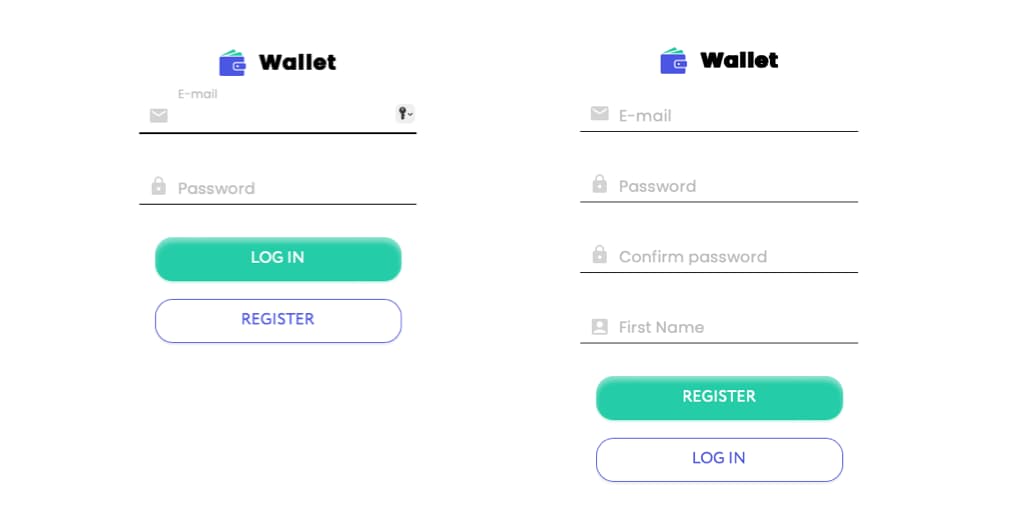 Wallet
E-mail
Password
LOG IN
REGISTER
Wallet
E-mail
Password
Confirm password
First Name
REGISTER
LOG IN